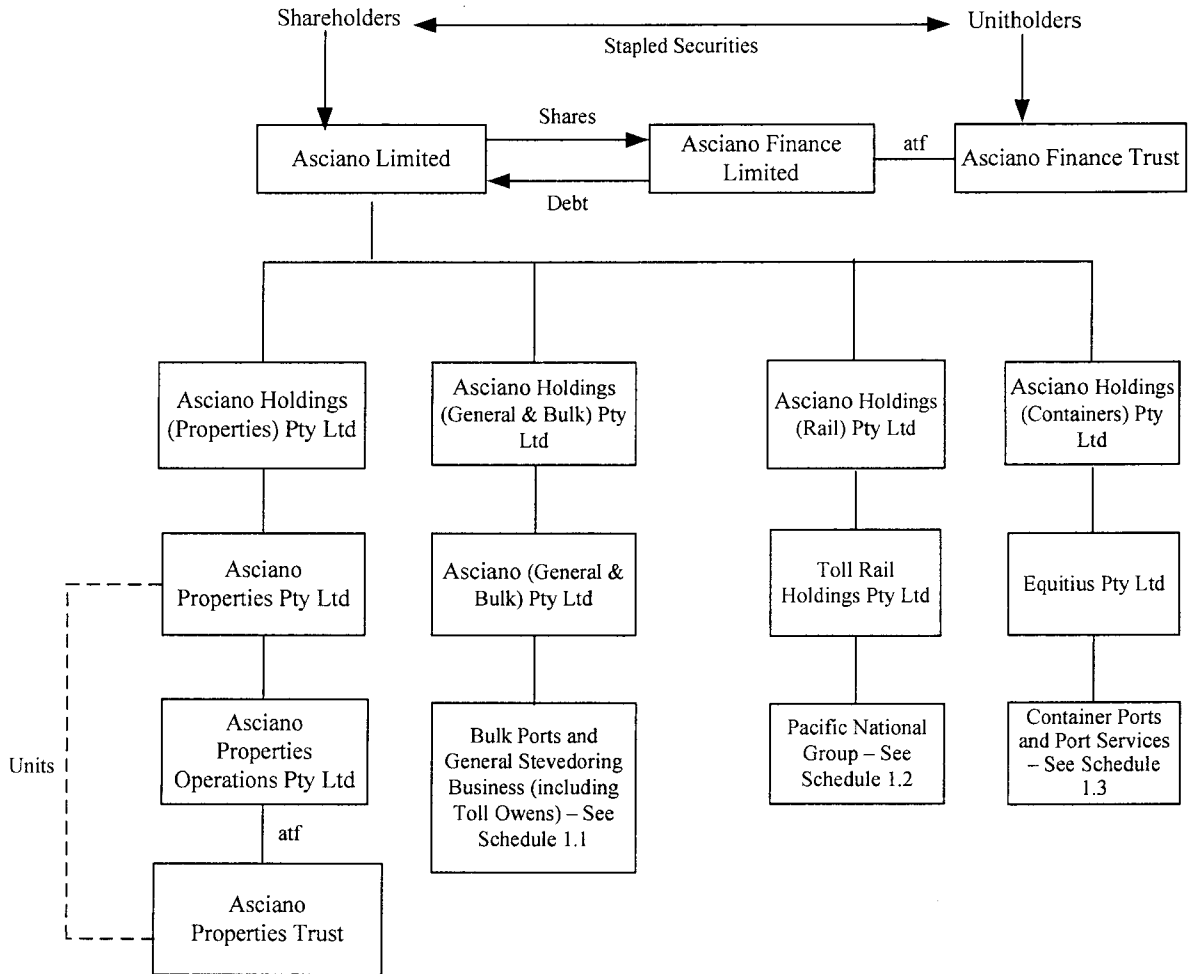 Shareholders
Unitholders
Stapled Securities
Shares
Asciano Limited
Asciano Finance
Limited
atf
Asciano Finance Trust
Debt
Asciano Holdings
(Properties) Pty Ltd
Asciano Holdings
(General & Bulk) Pty
Ltd
Asciano Holdings
(Rail) Pty Ltd
Asciano Holdings
(Containers) Pty
Ltd
Asciano
Properties Pty Ltd
Asciano (General &
Bulk) Pty Ltd
Toll Rail
Holdings Pty Ltd
Equitius Pty Ltd
Units
Asciano
Properties
Operations Pty Ltd
Bulk Ports and
General Stevedoring
Business (including
Toll Owens) – See
Schedule 1.1
Pacific National
Group – See
Schedule 1.2
Container Ports
and Port Services
– See Schedule
1.3
atf
Asciano
Properties Trust